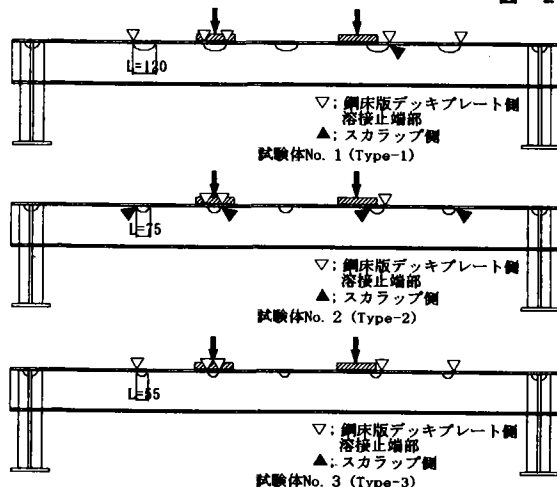 L=120
▽; 鋼床版デッキプレート側
溶接止端部
▲; スカラップ側
試験体No. 1 (Type-1)
L=75
▽; 鋼床版デッキプレート側
溶接止端部
▲; スカラップ側
試験体No. 2 (Type-2)
L=55
▽; 鋼床版デッキプレート側
溶接止端部
▲; スカラップ側
試験体No. 3 (Type-3)